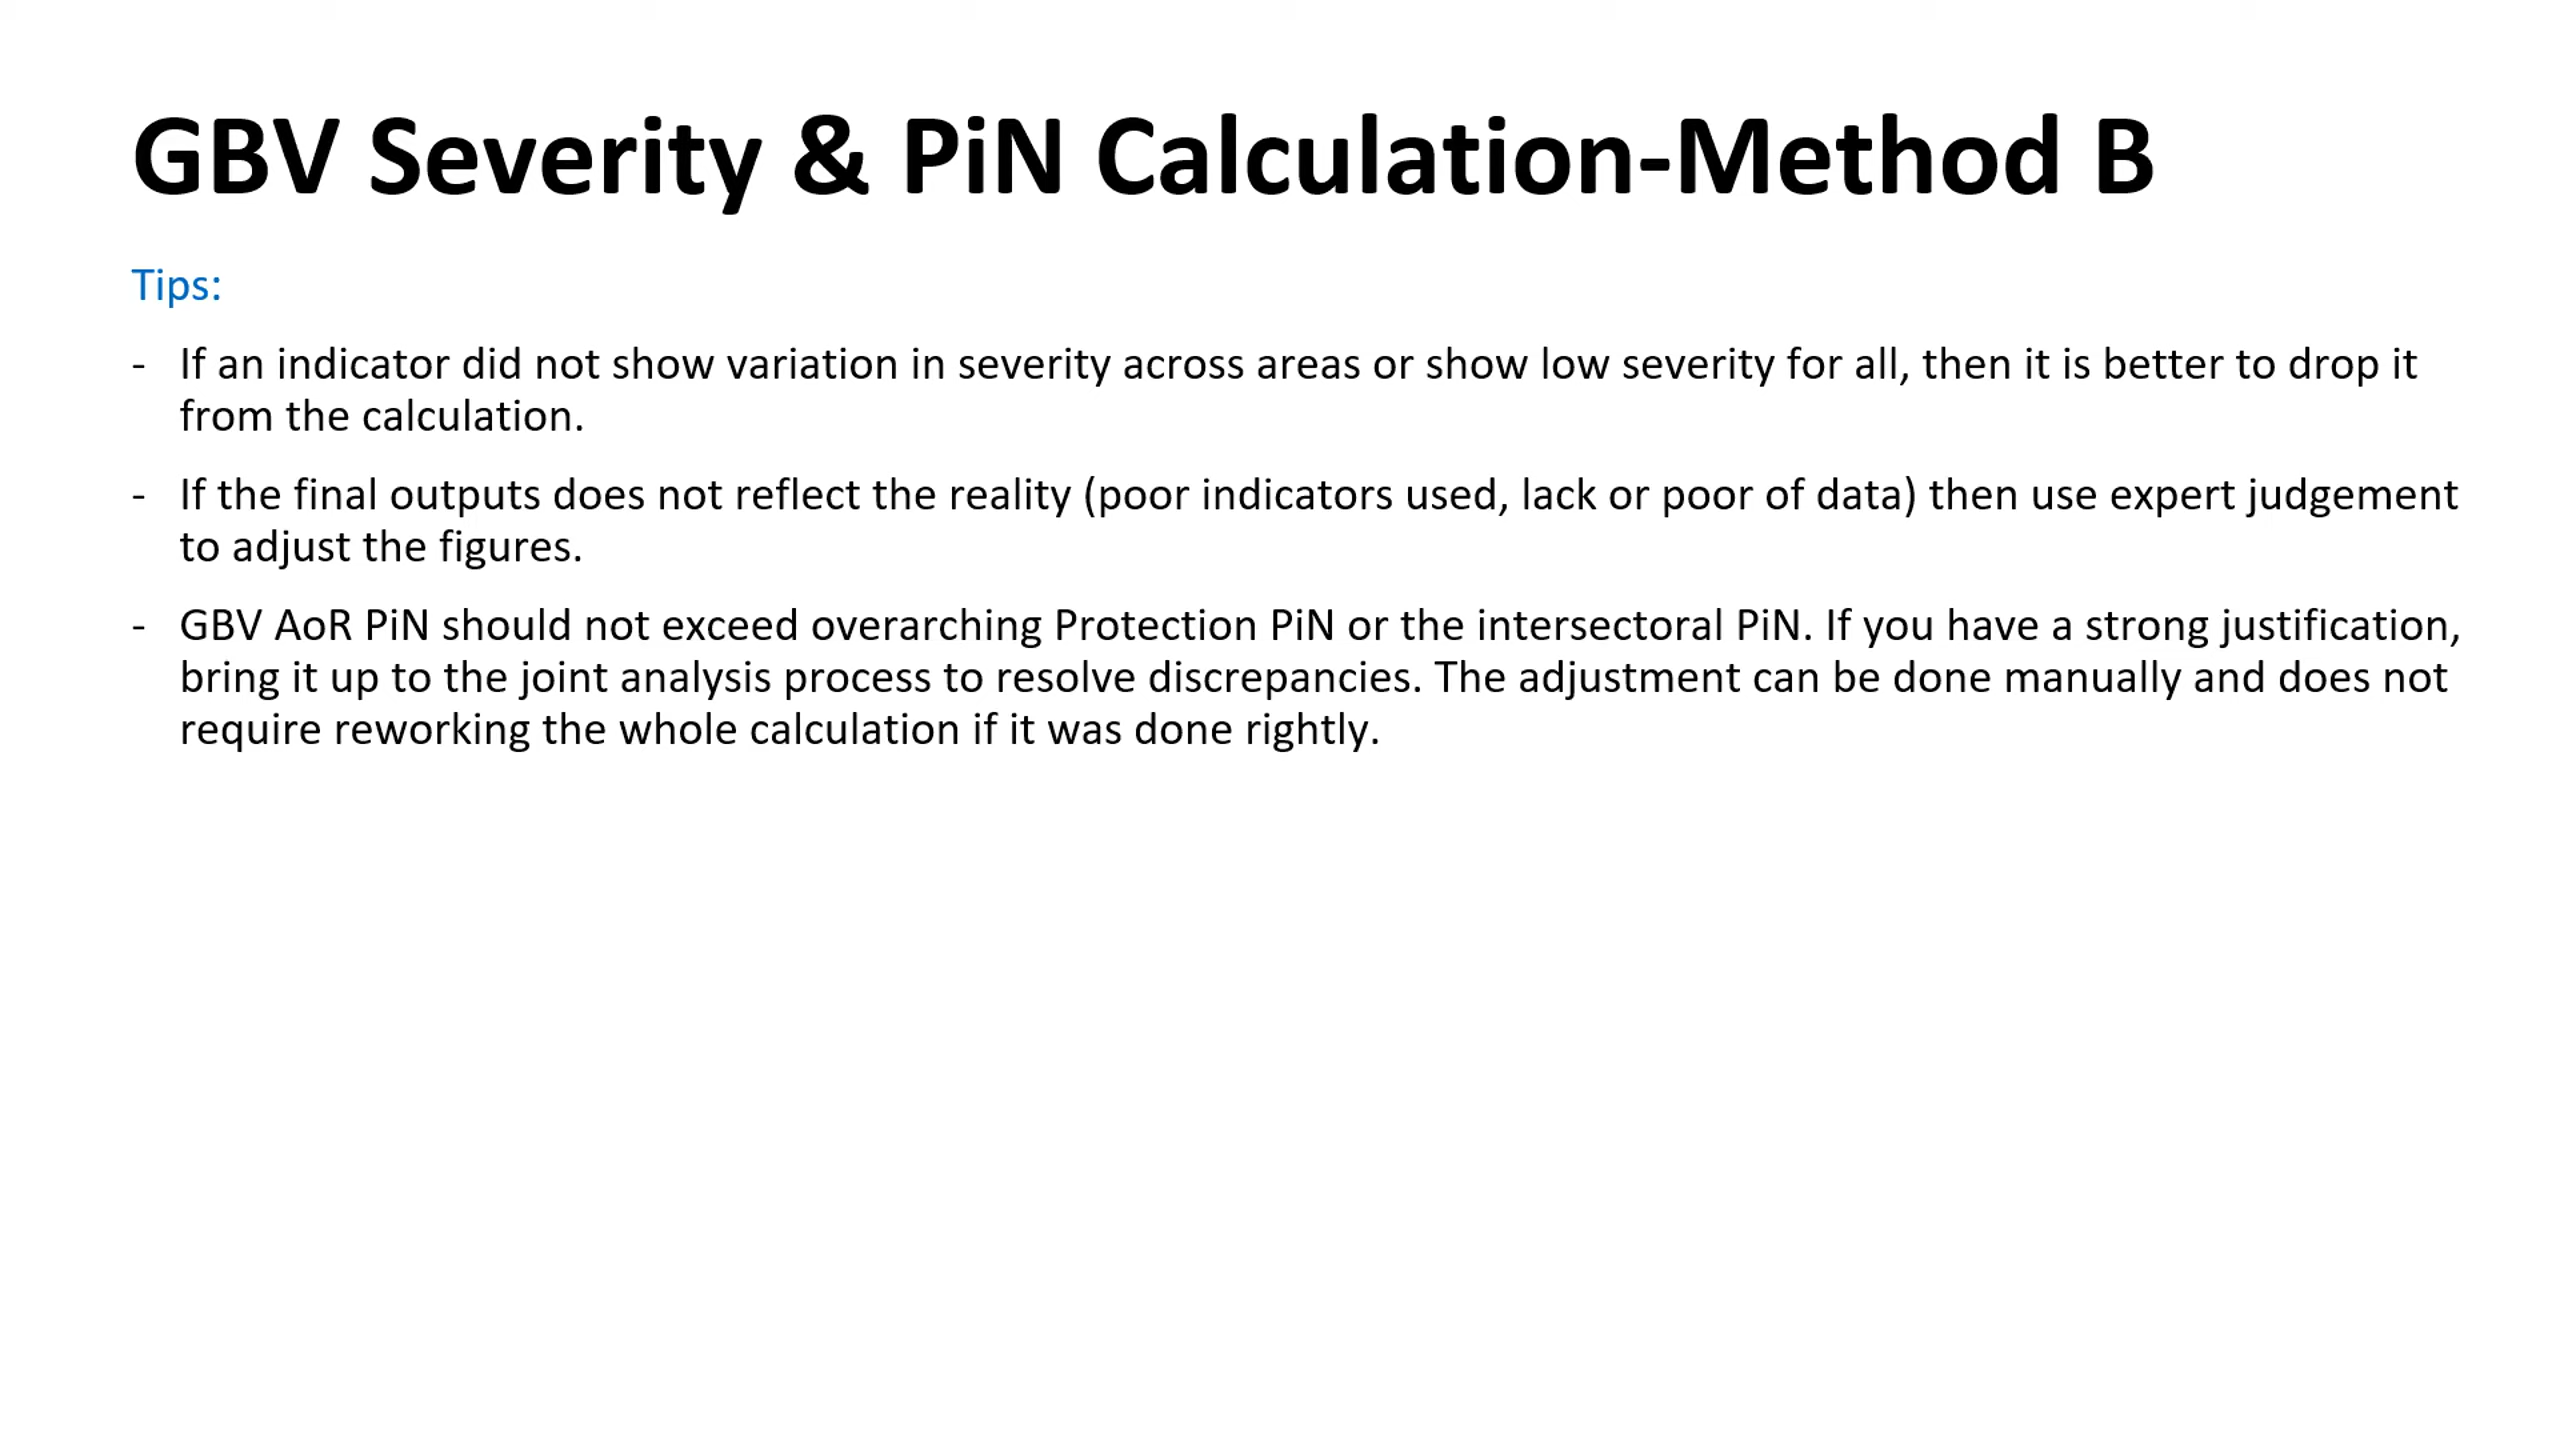 GBV Severity & PiN Calculation-Method B
Tips:
- If an indicator did not show variation in severity across areas or show low severity for all, then it is better to drop it
from the calculation.
- If the final outputs does not reflect the reality (poor indicators used, lack or poor of data) then use expert judgement
to adjust the figures.
- GBV AoR PiN should not exceed overarching Protection PiN or the intersectoral PiN. If you have a strong justification,
bring it up to the joint analysis process to resolve discrepancies. The adjustment can be done manually and does not
require reworking the whole calculation if it was done rightly.